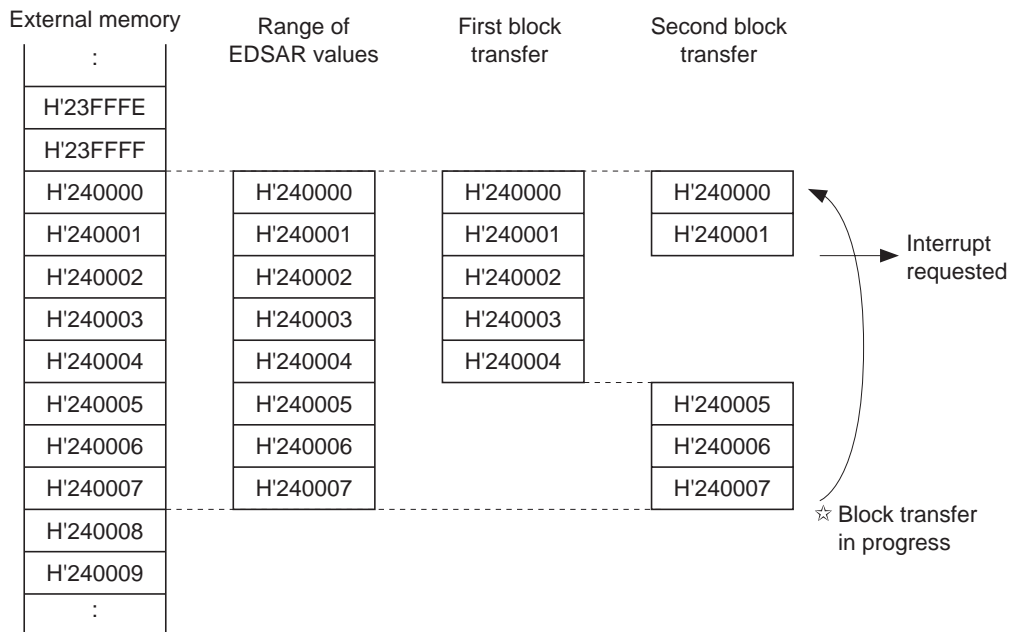 External memory
Range of
EDSAR values
First block
transfer
Second block
transfer
:
H'23FFFE
H'23FFFF
H'240000
H'240001
H'240002
H'240003
H'240004
H'240005
H'240006
H'240007
H'240008
H'240009
:
H'240000
H'240001
H'240002
H'240003
H'240004
H'240005
H'240006
H'240007
H'240000
H'240001
H'240002
H'240003
H'240004
H'240000
H'240001
H'240005
H'240006
H'240007
Interrupt
requested
☆ Block transfer
in progress